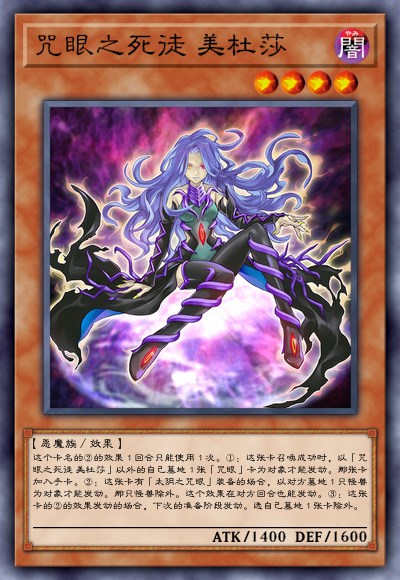 咒眼之死徒 美杜莎
やみ
闇
【恶魔族／效果】
这个卡名的②的效果1回合只能使用1次。①：这张卡召唤成功时，以「咒
眼之死徒 美杜莎」以外的自己墓地1张「咒眼」卡为对象才能发动。那张卡
加入手卡。②：这张卡有「太阴之咒眼」装备的场合，以对方墓地1只怪兽
为对象才能发动。那只怪兽除外。这个效果在对方回合也能发动。③：这张
卡的②的效果发动的场合，下次的准备阶段发动。选自己墓地1张卡除外。
ATK/1400 DEF/1600